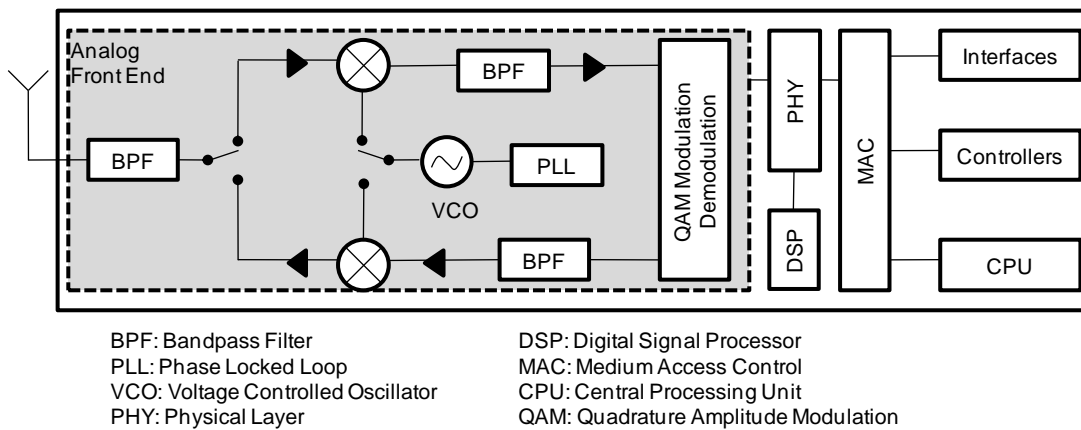 Analog
Front End
BPF
BPF
VCO
PLL
BPF
QAM Modulation
Demodulation
PHY
DSP
MAC
Interfaces
Controllers
CPU
BPF: Bandpass Filter
PLL: Phase Locked Loop
VCO: Voltage Controlled Oscillator
PHY: Physical Layer
DSP: Digital Signal Processor
MAC: Medium Access Control
CPU: Central Processing Unit
QAM: Quadrature Amplitude Modulation